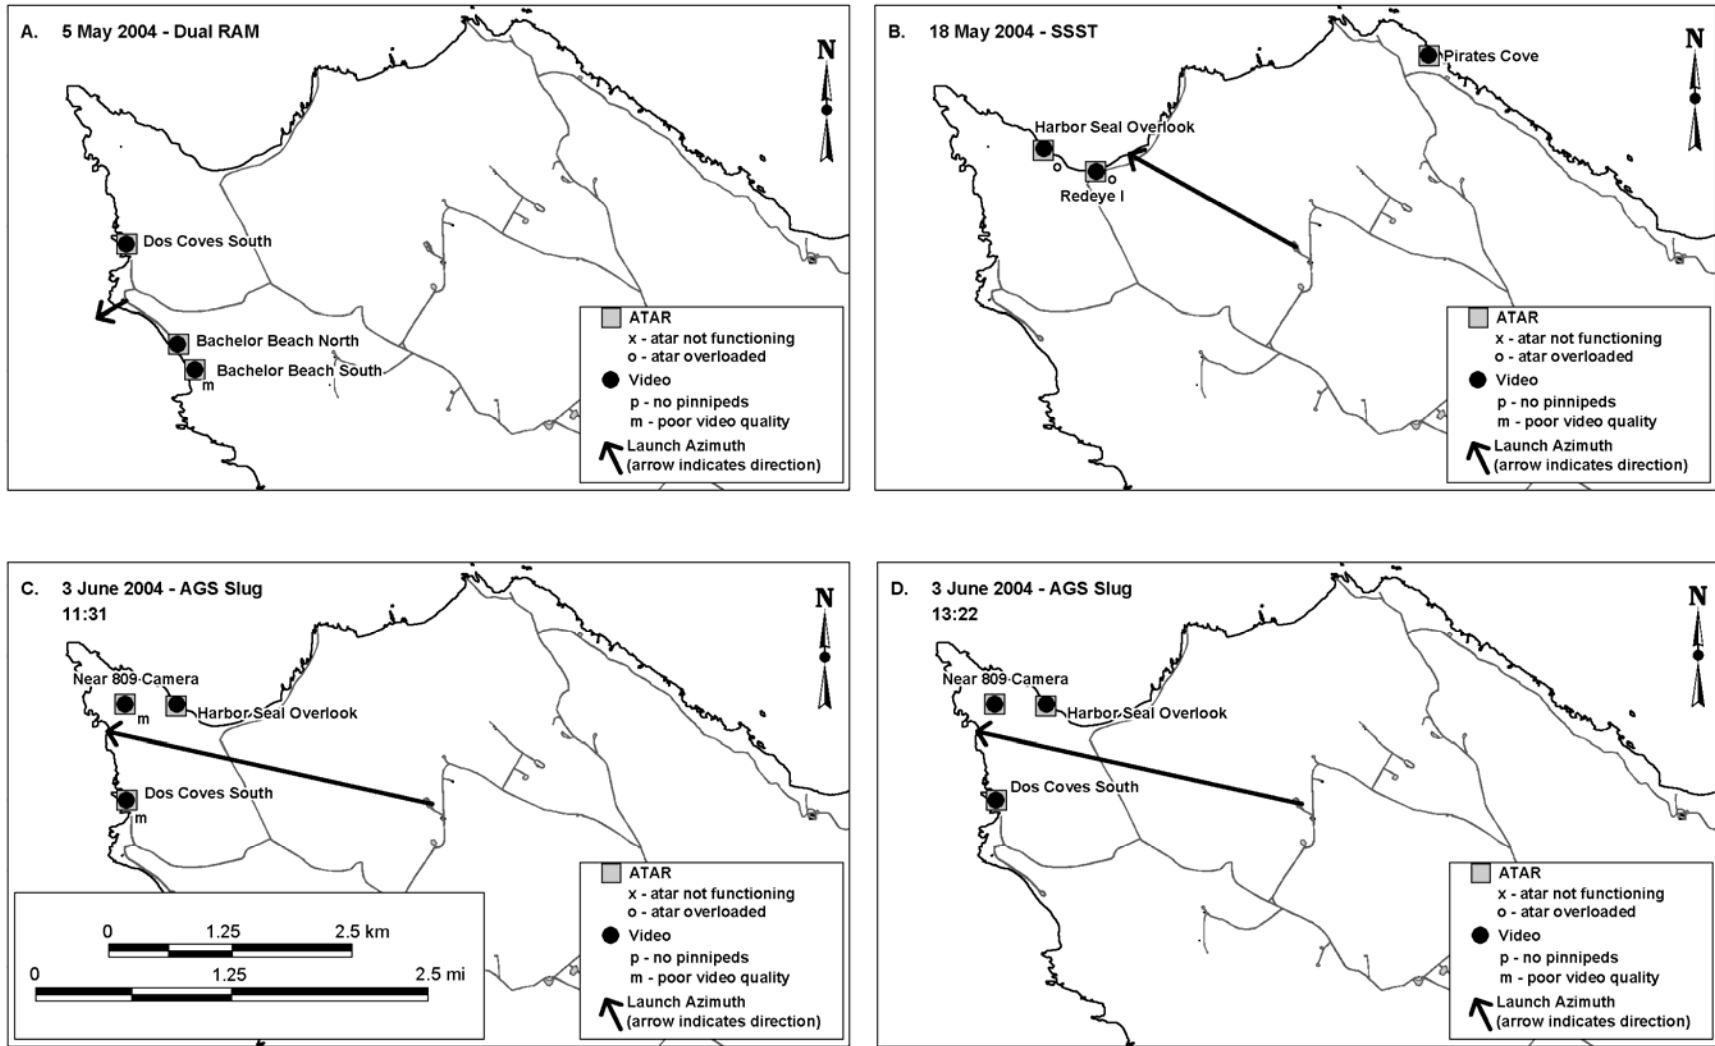 A. 5 May 2004 - Dual RAM
N
Dos Coves South
Bachelor Beach North
Bachelor Beach South
m
ATAR
x - atar not functioning
o - atar overloaded
Video
p - no pinnipeds
m - poor video quality
Launch Azimuth
(arrow indicates direction)
B. 18 May 2004 - SSST
N
Pirates Cove
Harbor Seal Overlook
o
o
Redeye I
ATAR
x - atar not functioning
o - atar overloaded
Video
p - no pinnipeds
m - poor video quality
Launch Azimuth
(arrow indicates direction)
C. 3 June 2004 - AGS Slug
11:31
N
Near 809 Camera
m
Harbor Seal Overlook
Dos Coves South
m
ATAR
x - atar not functioning
o - atar overloaded
Video
p - no pinnipeds
m - poor video quality
Launch Azimuth
(arrow indicates direction)
0 1.25 2.5 km
0 1.25 2.5 mi
D. 3 June 2004 - AGS Slug
13:22
N
Near 809 Camera
Harbor Seal Overlook
Dos Coves South
ATAR
x - atar not functioning
o - atar overloaded
Video
p - no pinnipeds
m - poor video quality
Launch Azimuth
(arrow indicates direction)